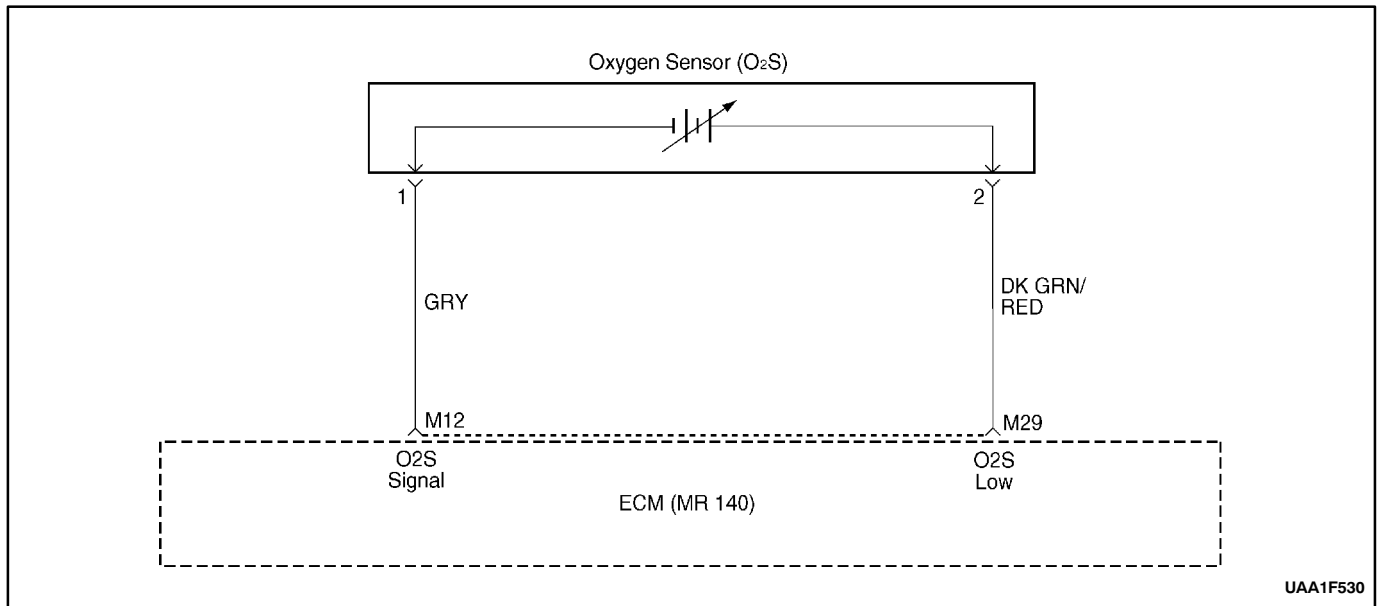 Oxygen Sensor (O₂S)
1
2
GRY
DK GRN/
RED
M12
M29
O2S
Signal
O2S
Low
ECM (MR 140)
UAA1F530